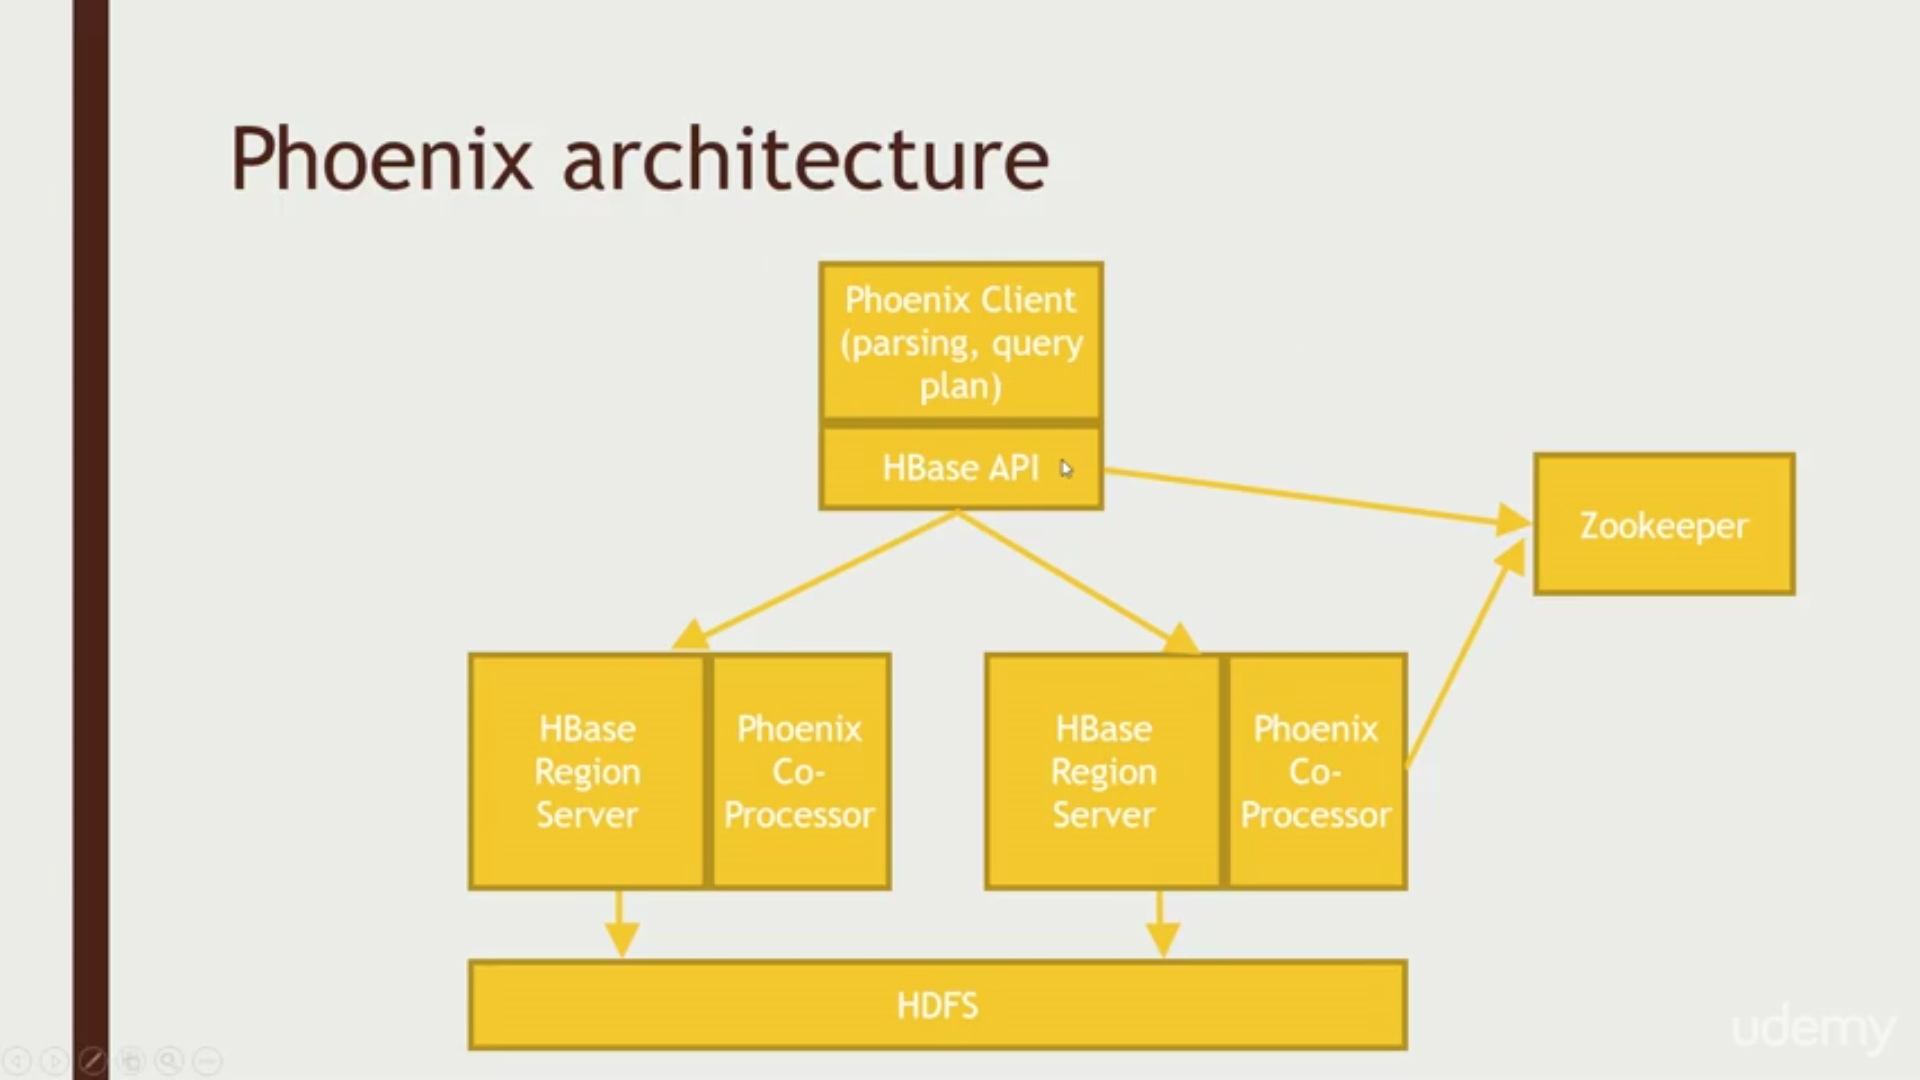 Phoenix architecture
Phoenix Client
(parsing, query
plan)
HBase API
Zookeeper
HBase
Region
Server
Phoenix
Co-
Processor
HBase
Region
Server
Phoenix
Co-
Processor
HDFS
udemy